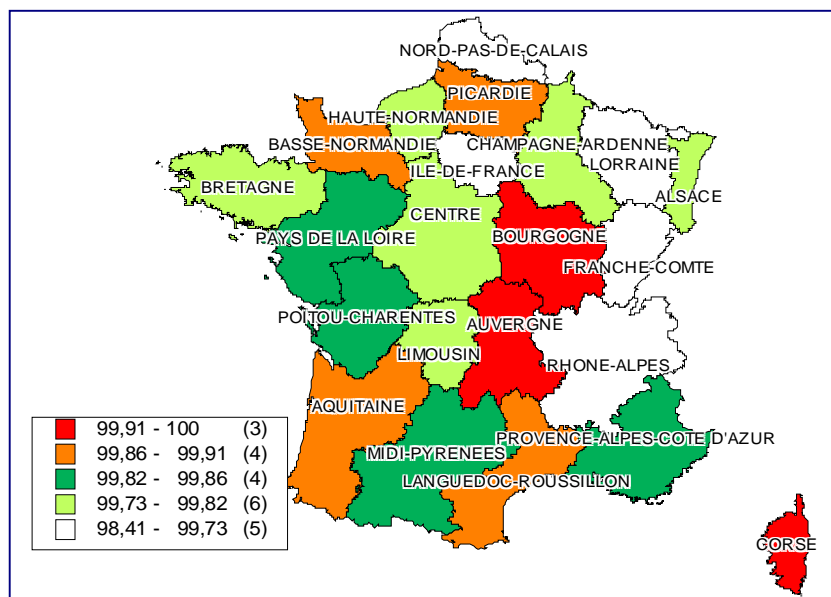 NORD-PAS-DE-CALAIS
PICARDIE
HAUTE-NORMANDIE
BASSE-NORMANDIE
CHAMPAGNE-ARDENNE
LORRAINE
ILE-DE-FRANCE
BRETAGNE
ALSACE
CENTRE
PAYS DE LA LOIRE
BOURGOGNE
FRANCHE-COMTE
POITOU-CHARENTES
AUVERGNE
LIMOUSIN
RHONE-ALPES
AQUITAINE
PROVENCE-ALPES-COTE D'AZUR
MIDI-PYRENEES
LANGUEDOC-ROUSSILLON
CORSE
99,91 - 100 (3)
99,86 - 99,91 (4)
99,82 - 99,86 (4)
99,73 - 99,82 (6)
98,41 - 99,73 (5)